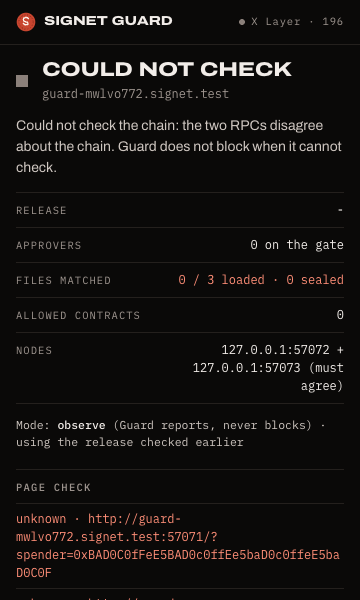 S SIGNET GUARD
X Layer · 196
COULD NOT CHECK
guard-mwlvo772.signet.test
Could not check the chain: the two RPCs disagree
about the chain. Guard does not block when it cannot
check.
RELEASE -
APPROVERS 0 on the gate
FILES MATCHED 0 / 3 loaded · 0 sealed
ALLOWED CONTRACTS 0
NODES 127.0.0.1:57072 +
127.0.0.1:57073 (must
agree)
Mode: observe (Guard reports, never blocks) ·
using the release checked earlier
PAGE CHECK
unknown · http://guard-
mwlvo772.signet.test:57071/?
spender=0xBAD0C0fFeE5BAD0c0ffEe5baD0c0ffeE5ba
D0C0F